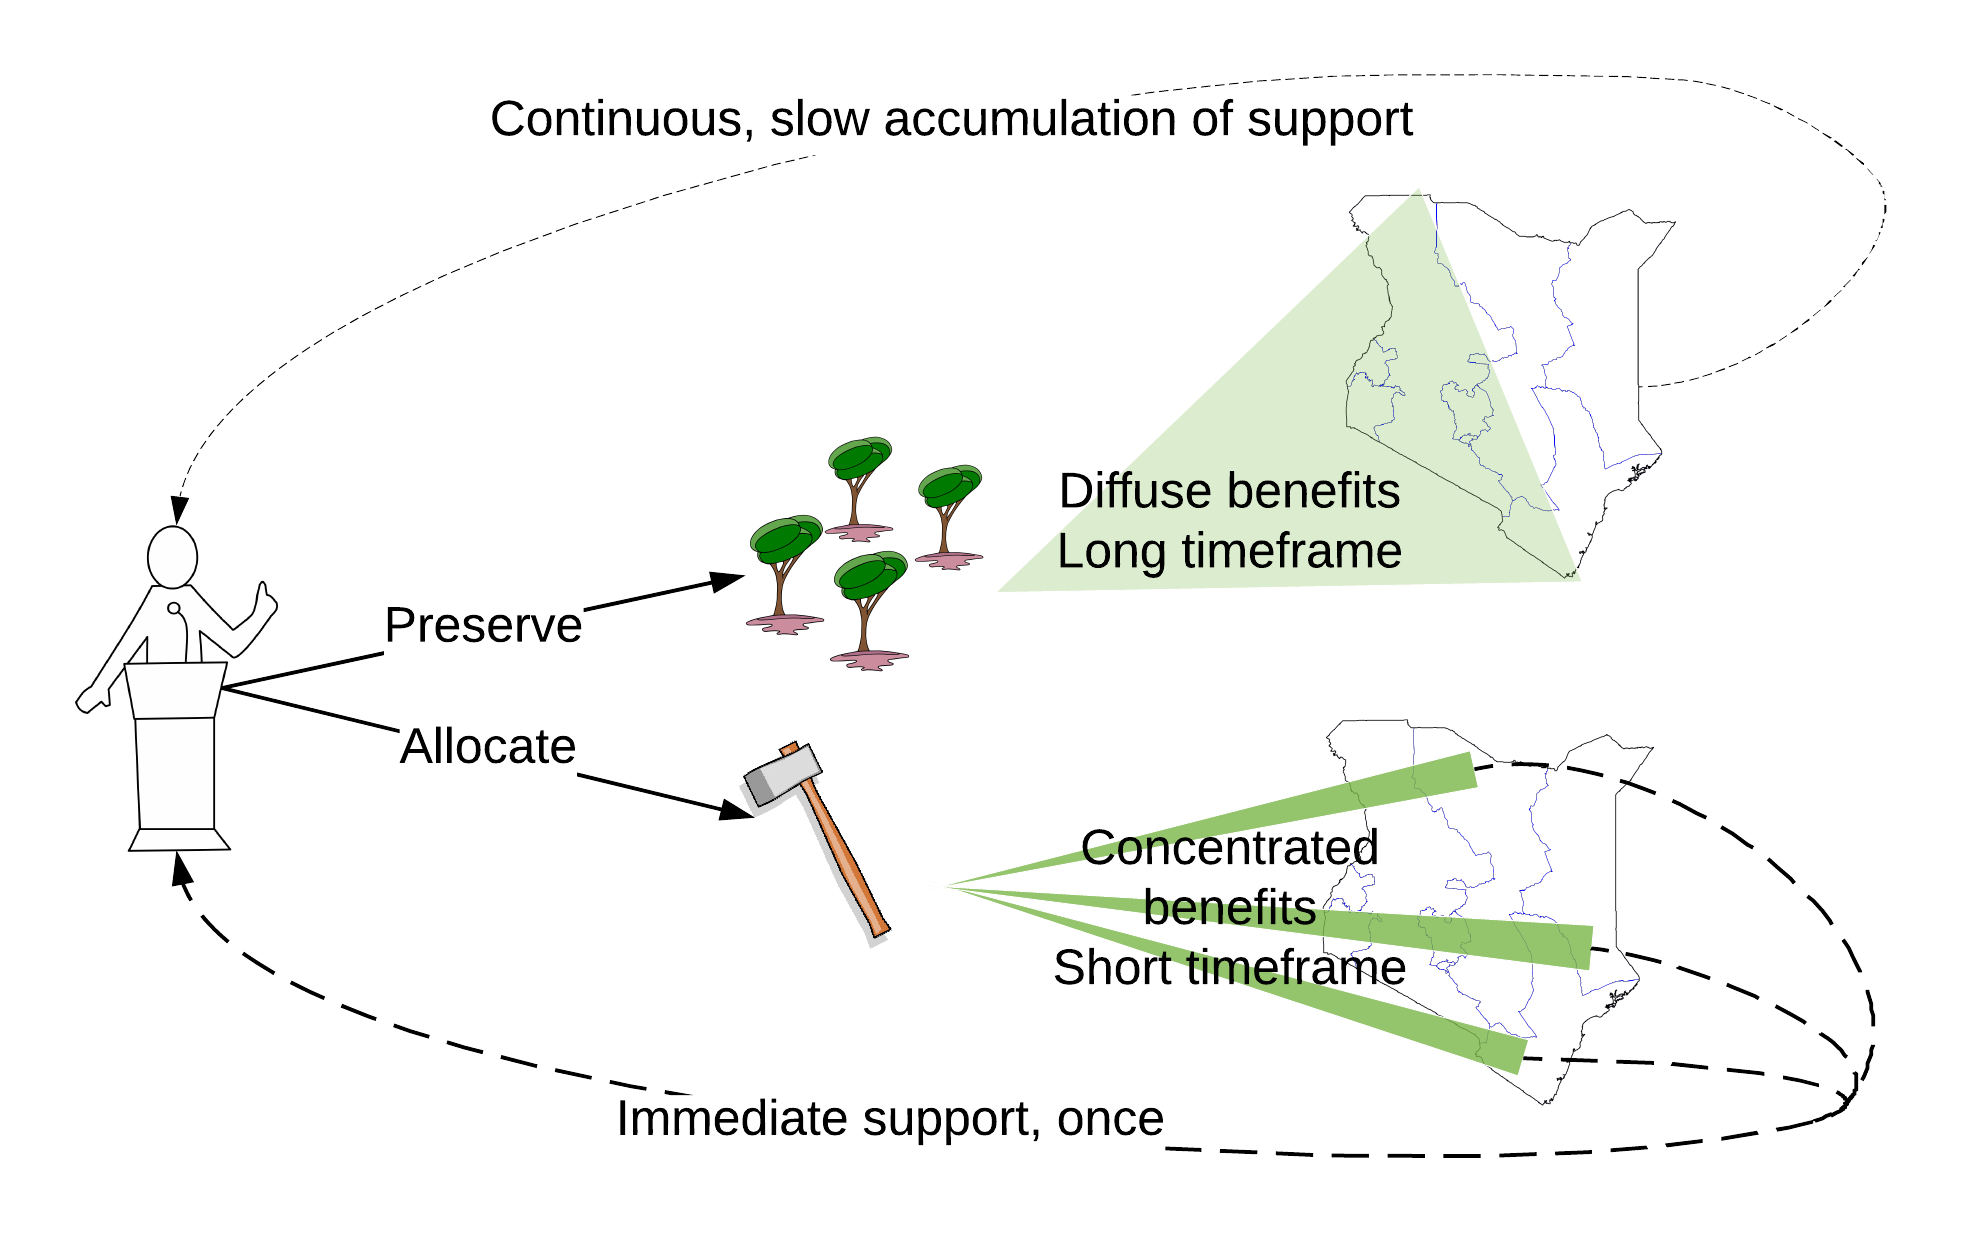 Continuous, slow accumulation of support
Diffuse benefits
Long timeframe
Preserve
Allocate
Concentrated
benefits
Short timeframe
Immediate support, once